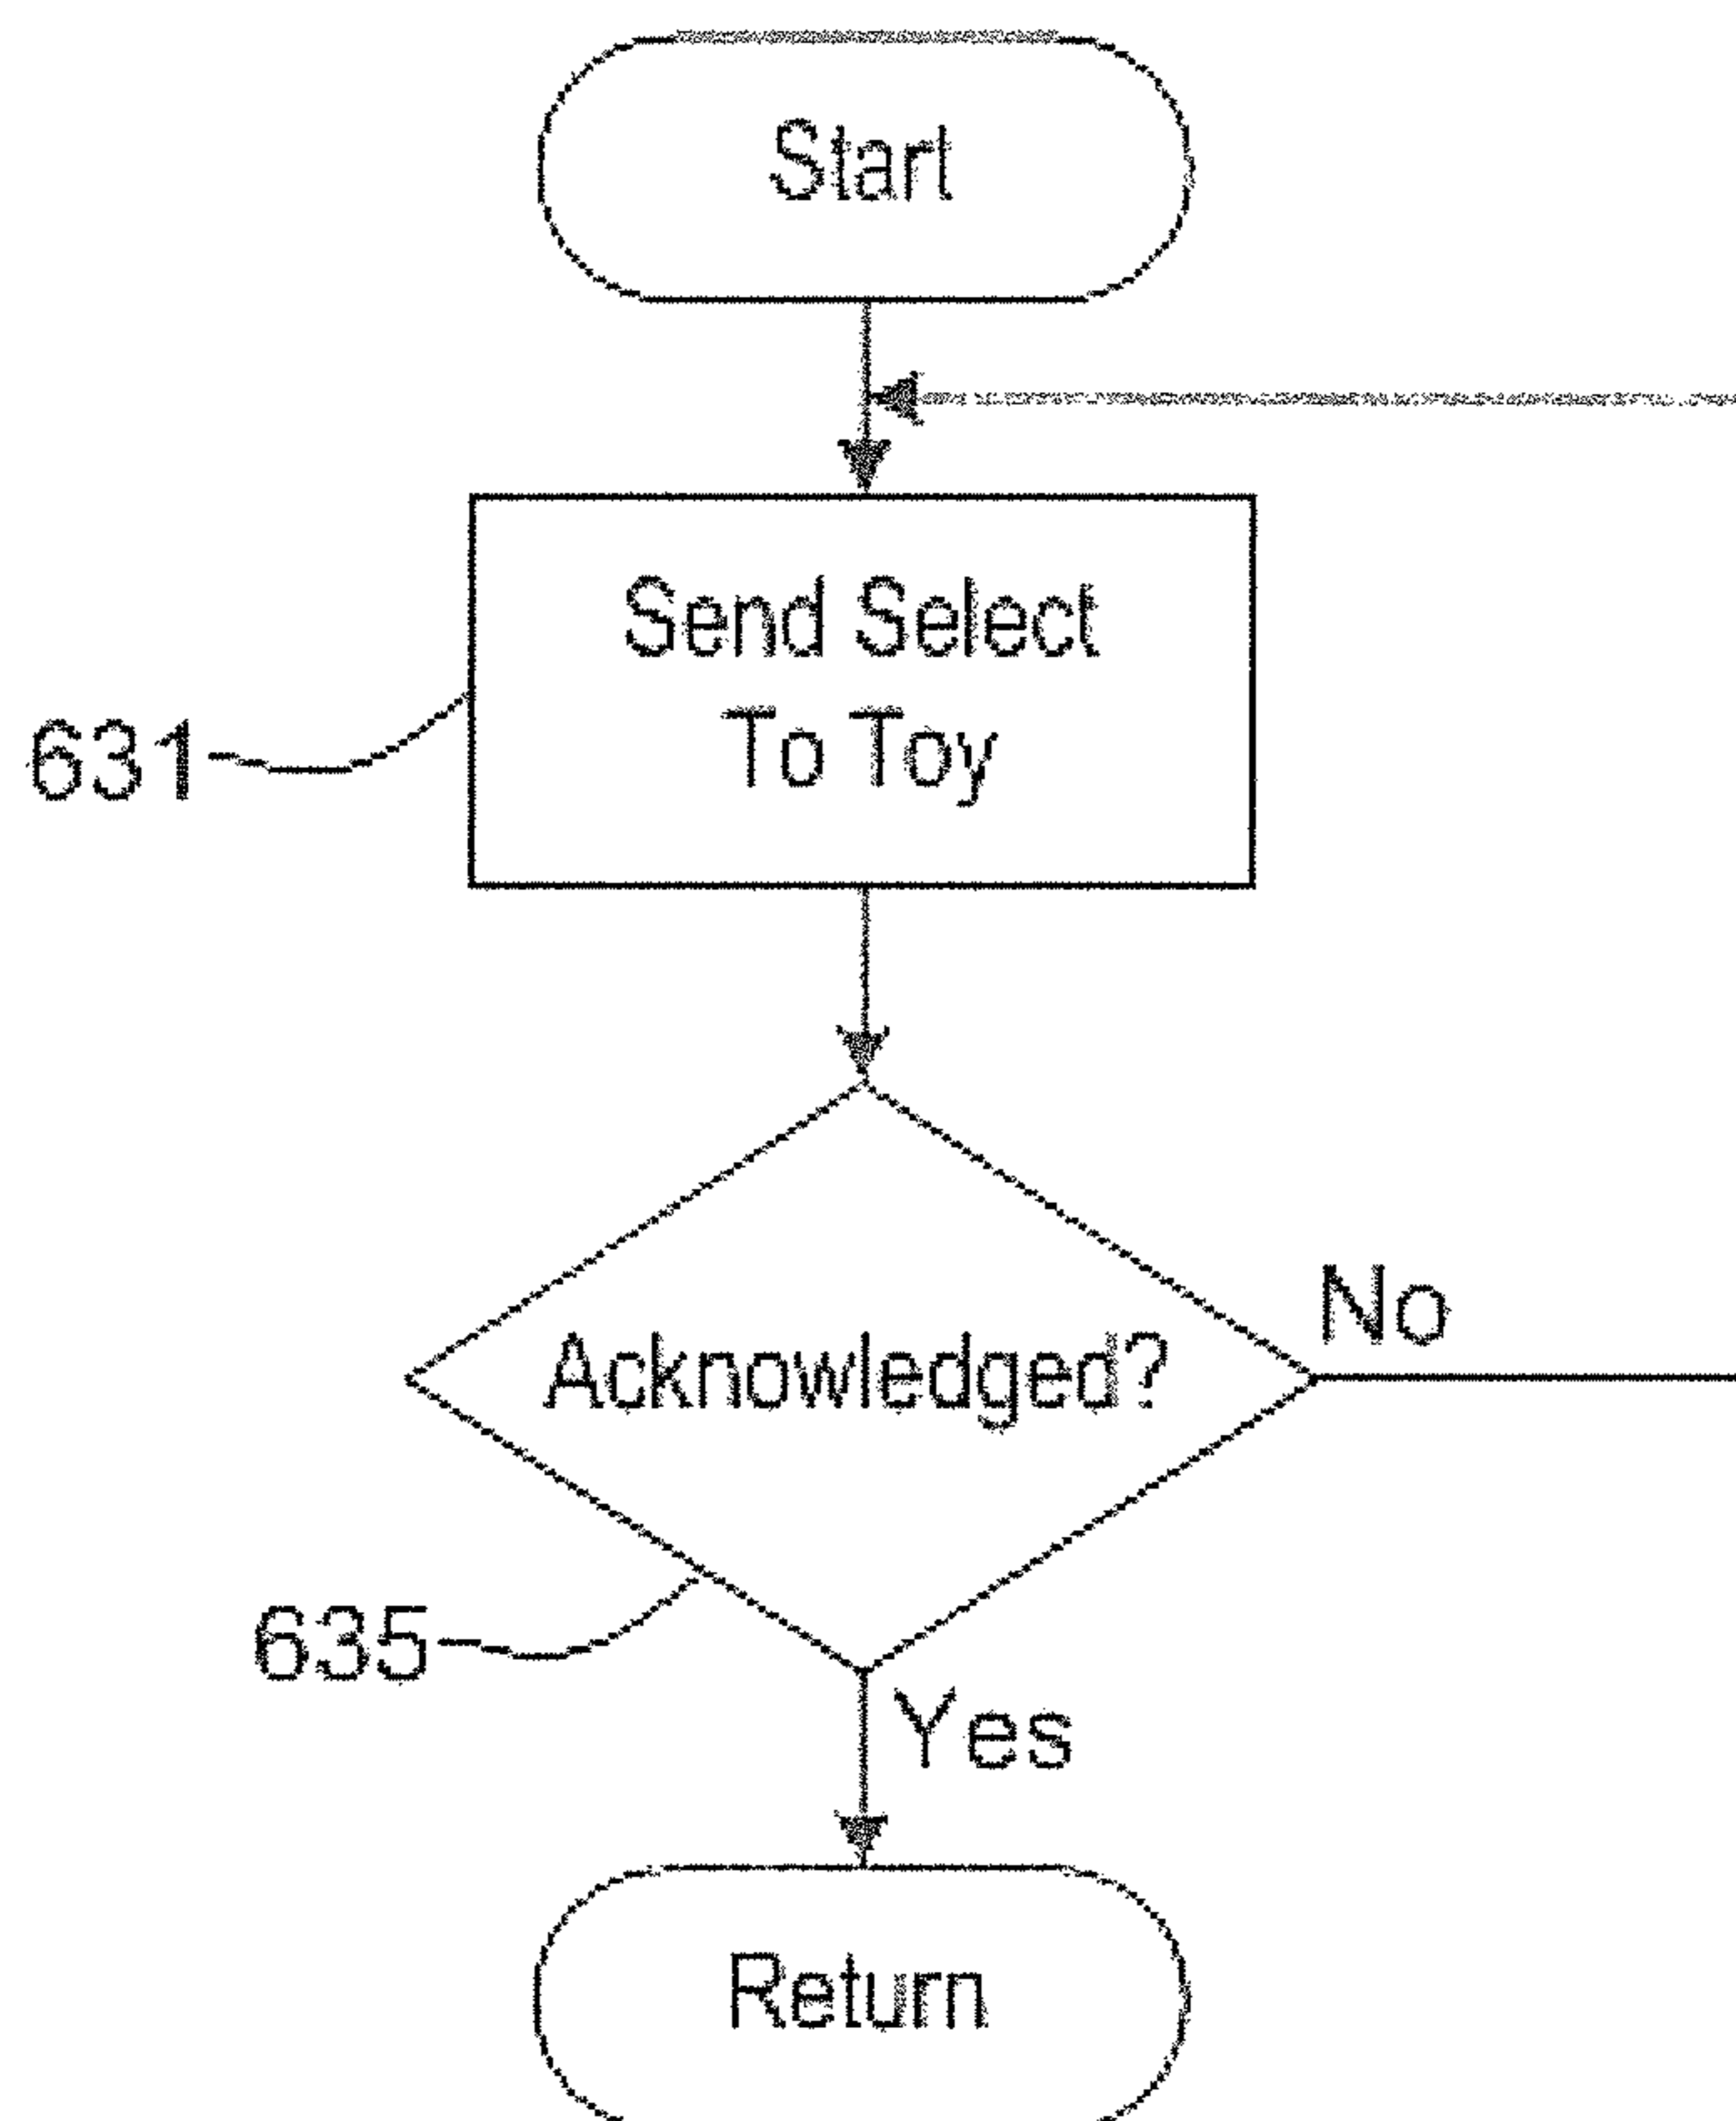 Start
Send Select
To Toy
631
No
Acknowledged?
635
Yes
Return